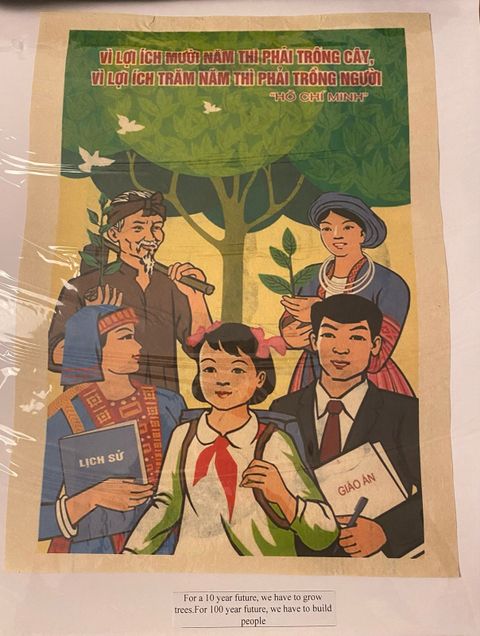 VÌ LỢI ÍCH MƯỜI NĂM THÌ PHẢI TRỒNG CÂY,
VÌ LỢI ÍCH TRĂM NĂM THÌ PHẢI TRỒNG NGƯỜI
"HỒ CHÍ MINH"
LỊCH SỬ
GIÁO ÁN
For a 10 year future, we have to grow
trees.For 100 year future, we have to build
people